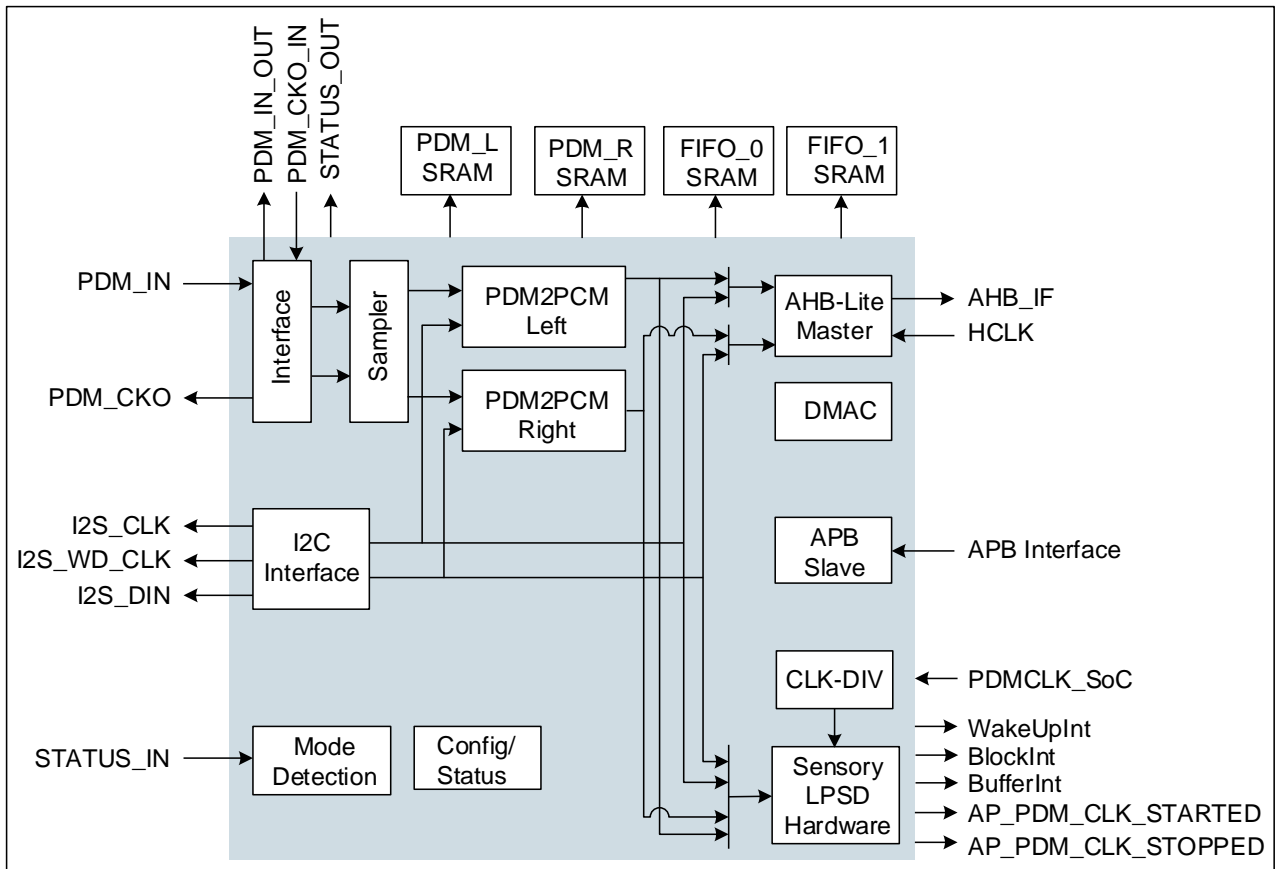 PDM_IN_OUT
PDM_CKO_IN
STATUS_OUT
PDM_L
SRAM
PDM_R
SRAM
FIFO_0
SRAM
FIFO_1
SRAM
PDM_IN
Interface
Sampler
PDM2PCM
Left
AHB-Lite
Master
AHB_IF
HCLK
PDM_CKO
PDM2PCM
Right
DMAC
I2S_CLK
I2S_WD_CLK
I2S_DIN
I2C
Interface
APB
Slave
APB Interface
CLK-DIV
PDMCLK_SoC
STATUS_IN
Mode
Detection
Config/
Status
Sensory
LPSD
Hardware
WakeUpInt
BlockInt
BufferInt
AP_PDM_CLK_STARTED
AP_PDM_CLK_STOPPED